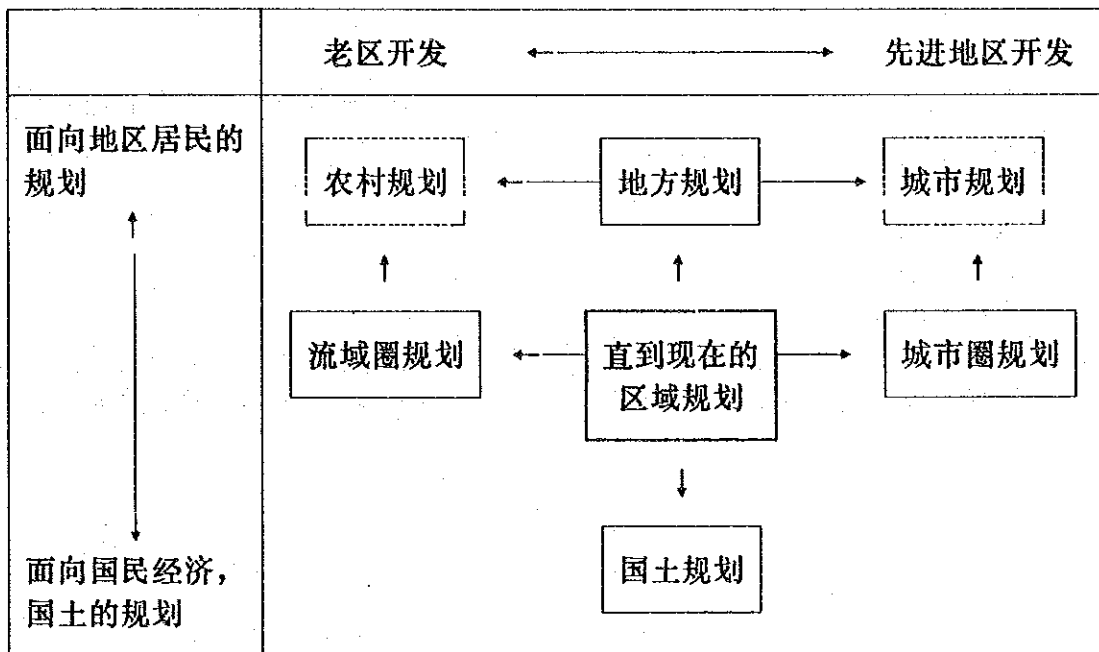 老区开发 先进地区开发
面向地区居民的
规划
农村规划 地方规划 城市规划
流域圈规划 直到现在的 城市圈规划
区域规划
国土规划
面向国民经济，
国土的规划